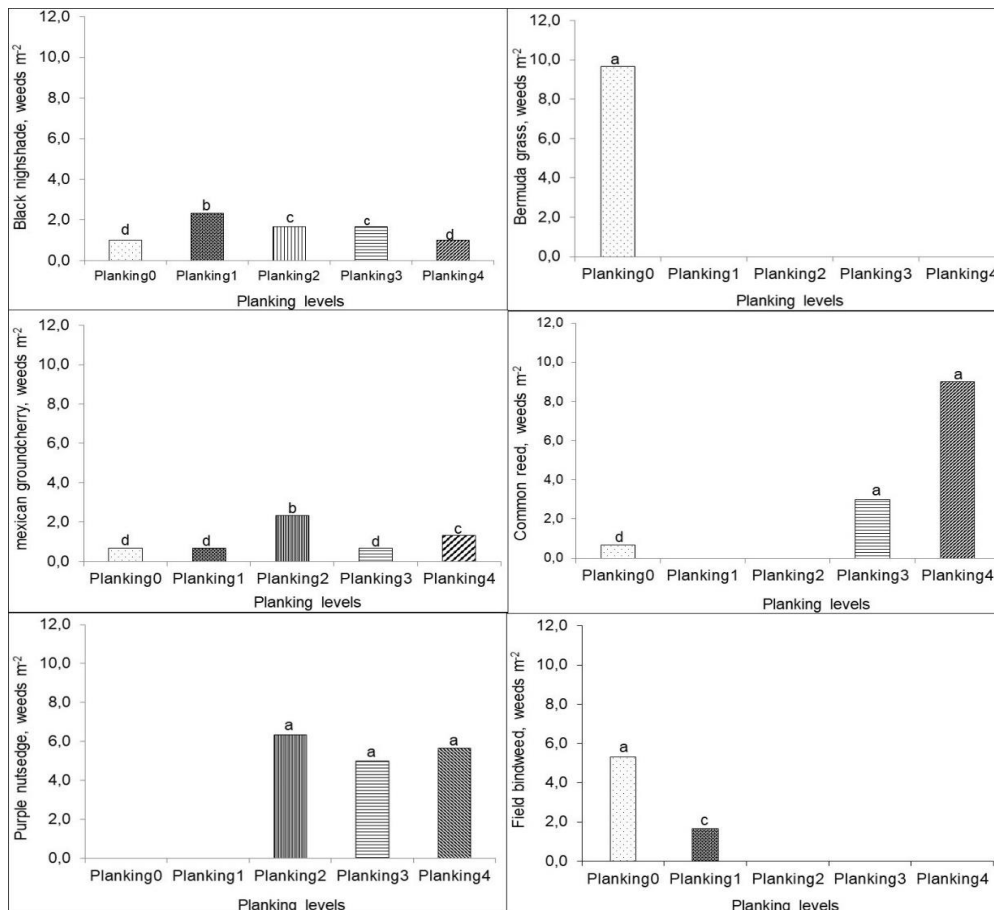 Black nighshade, weeds m-2
12,0
10,0
8,0
6,0
4,0
2,0
0,0
d
b
c
c
d
Planking0 Planking1 Planking2 Planking3 Planking4
Planking levels
Bermuda grass, weeds m-2
12,0
10,0
8,0
6,0
4,0
2,0
0,0
a
Planking0 Planking1 Planking2 Planking3 Planking4
Planking levels
mexican groundcherry, weeds m-2
12,0
10,0
8,0
6,0
4,0
2,0
0,0
d
d
b
d
c
Planking0 Planking1 Planking2 Planking3 Planking4
Planking levels
Common reed, weeds m-2
12,0
10,0
8,0
6,0
4,0
2,0
0,0
d
a
a
Planking0 Planking1 Planking2 Planking3 Planking4
Planking levels
Purple nutsedge, weeds m-2
12,0
10,0
8,0
6,0
4,0
2,0
0,0
a
a
a
Planking0 Planking1 Planking2 Planking3 Planking4
Planking levels
Field bindweed, weeds m-2
12,0
10,0
8,0
6,0
4,0
2,0
0,0
a
c
Planking0 Planking1 Planking2 Planking3 Planking4
Planking levels